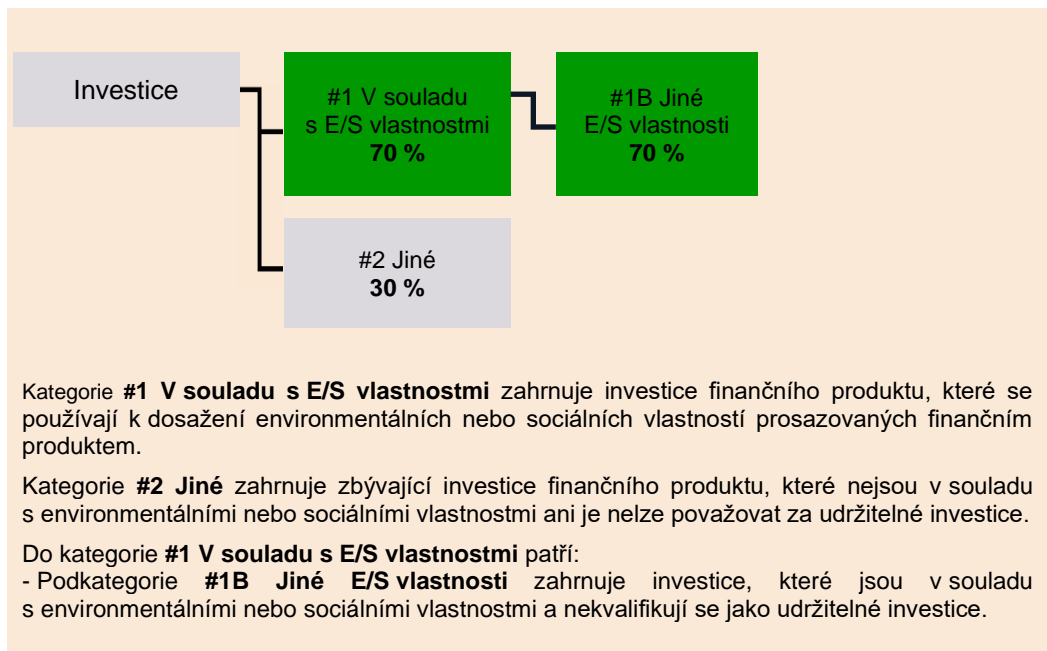 Investice
#1 V souladu
s E/S vlastnostmi
70 %
#1B Jiné
E/S vlastnosti
70 %
#2 Jiné
30 %
Kategorie #1 V souladu s E/S vlastnostmi zahrnuje investice finančního produktu, které se
používají k dosažení environmentálních nebo sociálních vlastností prosazovaných finančním
produktem.
Kategorie #2 Jiné zahrnuje zbývající investice finančního produktu, které nejsou v souladu
s environmentálními nebo sociálními vlastnostmi ani je nelze považovat za udržitelné investice.
Do kategorie #1 V souladu s E/S vlastnostmi patří:
- Podkategorie #1B Jiné E/S vlastnosti zahrnuje investice, které jsou v souladu
s environmentálními nebo sociálními vlastnostmi a nekvalifikují se jako udržitelné investice.